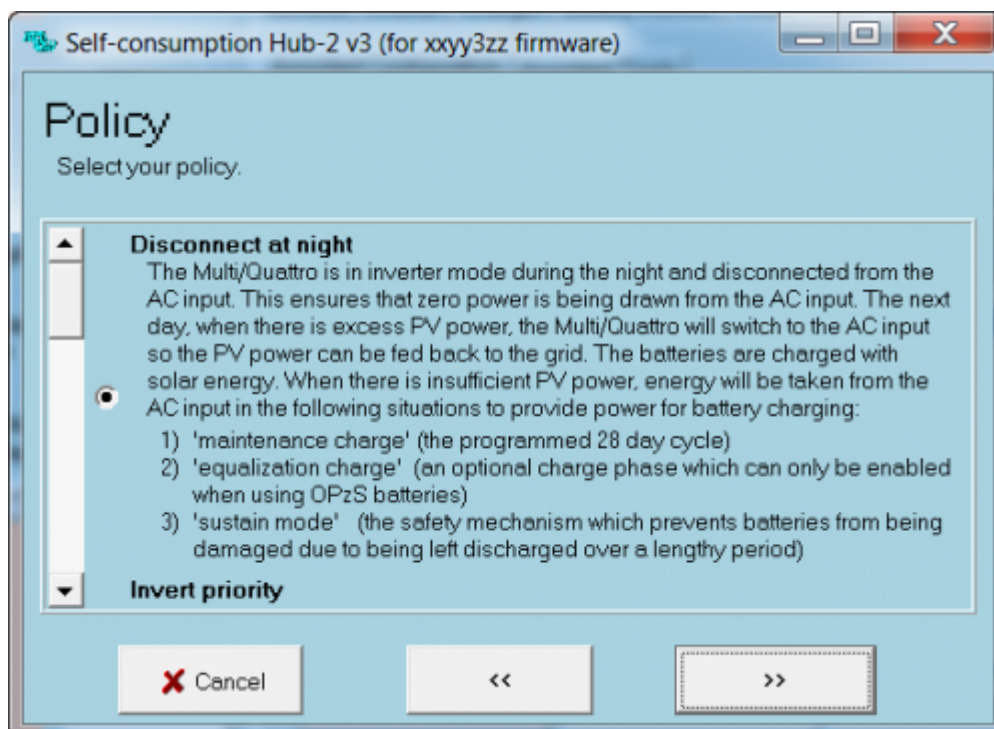 Self-consumption Hub-2 v3 (for xxyy3zz firmware)
Policy
Select your policy.
Disconnect at night
The Multi/Quattro is in inverter mode during the night and disconnected from the
AC input. This ensures that zero power is being drawn from the AC input. The next
day, when there is excess PV power, the Multi/Quattro will switch to the AC input
so the PV power can be fed back to the grid. The batteries are charged with
solar energy. When there is insufficient PV power, energy will be taken from the
AC input in the following situations to provide power for battery charging:
1) 'maintenance charge' (the programmed 28 day cycle)
2) 'equalization charge' (an optional charge phase which can only be enabled
when using OPzS batteries)
3) 'sustain mode' (the safety mechanism which prevents batteries from being
damaged due to being left discharged over a lengthy period)
Invert priority
Cancel
<<
>>